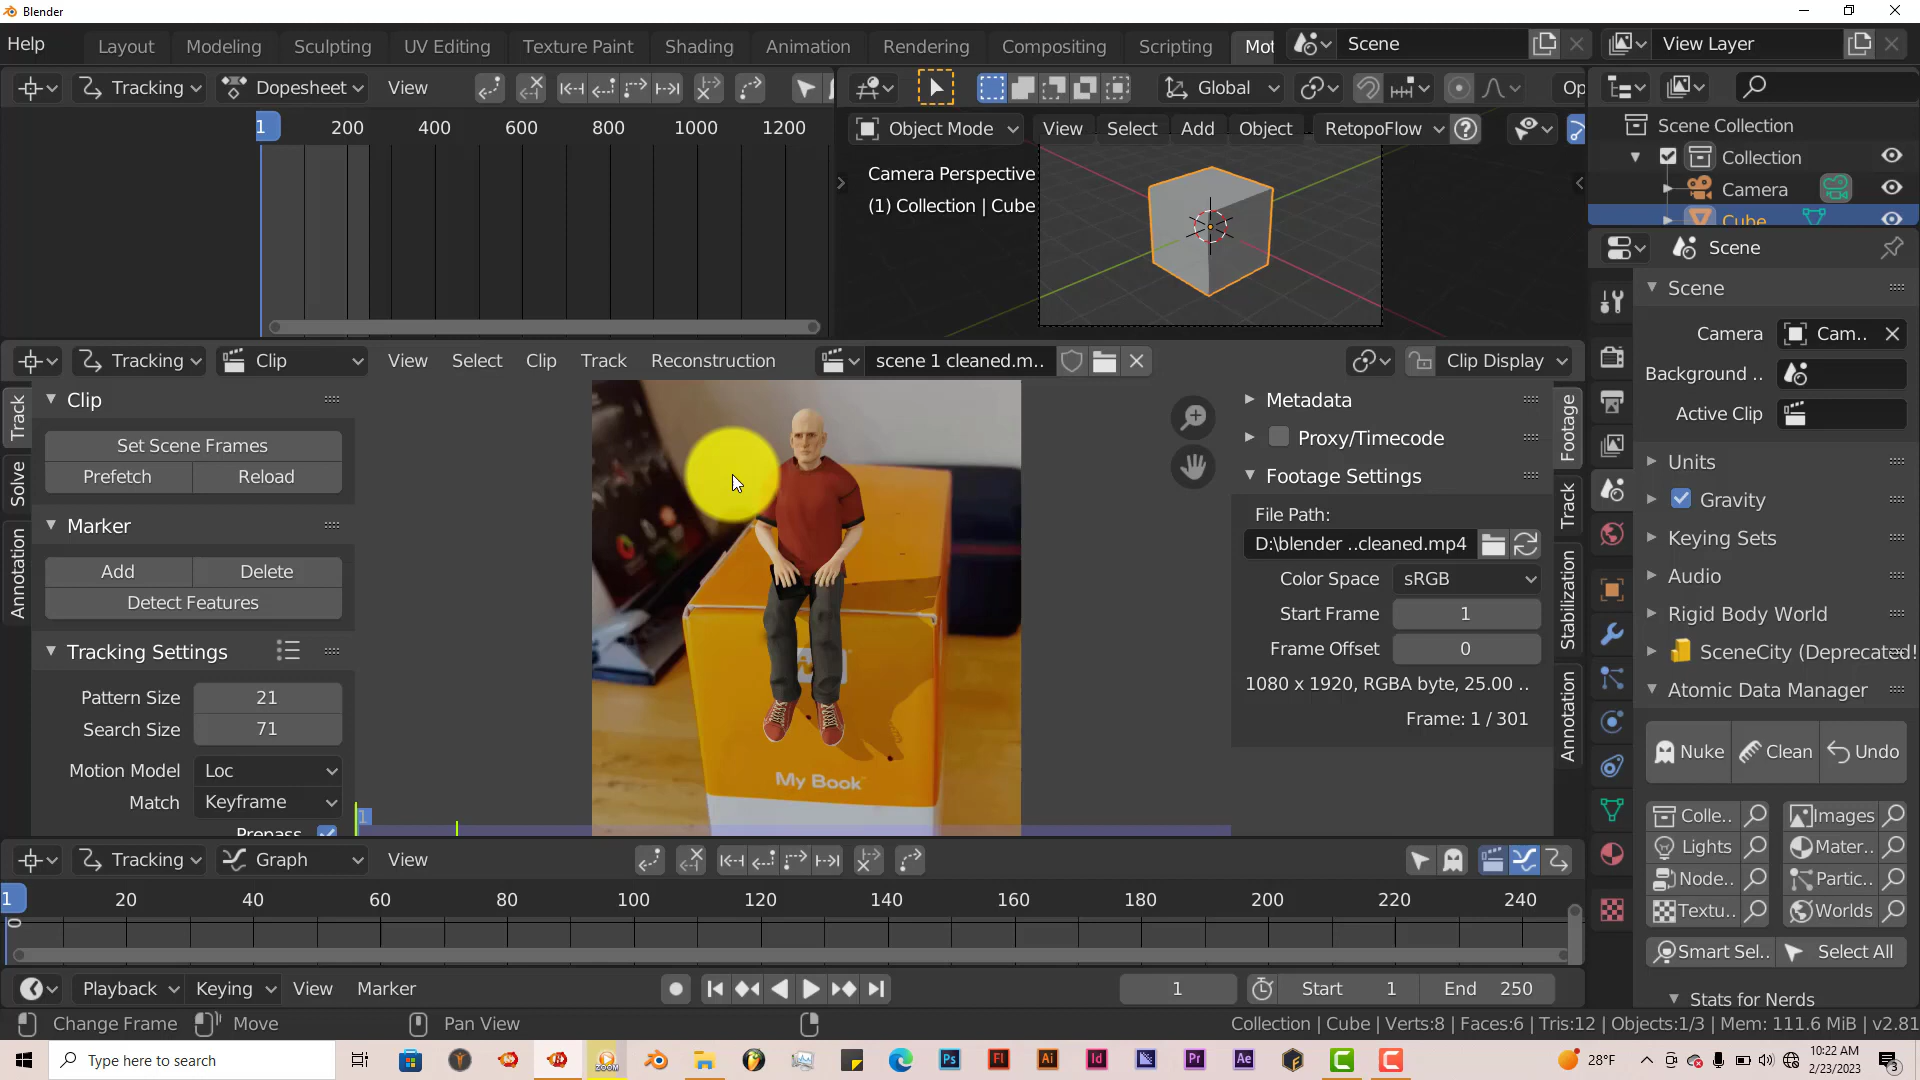 Blender
Help Layout Modeling Sculpting UV Editing Texture Paint Shading Animation Rendering Compositing Scripting Mot Scene View Layer
Tracking Dopesheet View Global Op
1 200 400 600 800 1000 1200
Object Mode View Select Add Object RetopoFlow
Camera Perspective
(1) Collection | Cube
Scene Collection
Collection
Camera
Cube
Scene
Scene
Camera Cam..
Background ..
Active Clip
Units
Gravity
Keying Sets
Audio
Rigid Body World
SceneCity (Deprecated!
Atomic Data Manager
Nuke Clean Undo
Colle.. Images
Lights Mater..
Node.. Partic..
Textu.. Worlds
Smart Sel.. Select All
Stats for Nerds
Tracking Clip View Select Clip Track Reconstruction scene 1 cleaned.m.. Clip Display
Track
Solve
Annotation
Clip
Set Scene Frames
Prefetch Reload
Marker
Add Delete
Detect Features
Tracking Settings
Pattern Size 21
Search Size 71
Motion Model Loc
Match Keyframe
Prepass
1
My Book
Metadata
Proxy/Timecode
Footage Settings
File Path:
D:\blender ..cleaned.mp4
Color Space sRGB
Start Frame 1
Frame Offset 0
1080 x 1920, RGBA byte, 25.00 ..
Frame: 1 / 301
Footage
Track
Stabilization
Annotation
Tracking Graph View
1 20 40 60 80 100 120 140 160 180 200 220 240
0
Playback Keying View Marker 1 Start 1 End 250
Change Frame Move Pan View Collection | Cube | Verts:8 | Faces:6 | Tris:12 | Objects:1/3 | Mem: 111.6 MiB | v2.81
Type here to search ZOOM Ps Fl Ai Id Pr Ae C C 28°F 10:22 AM
2/23/2023
3